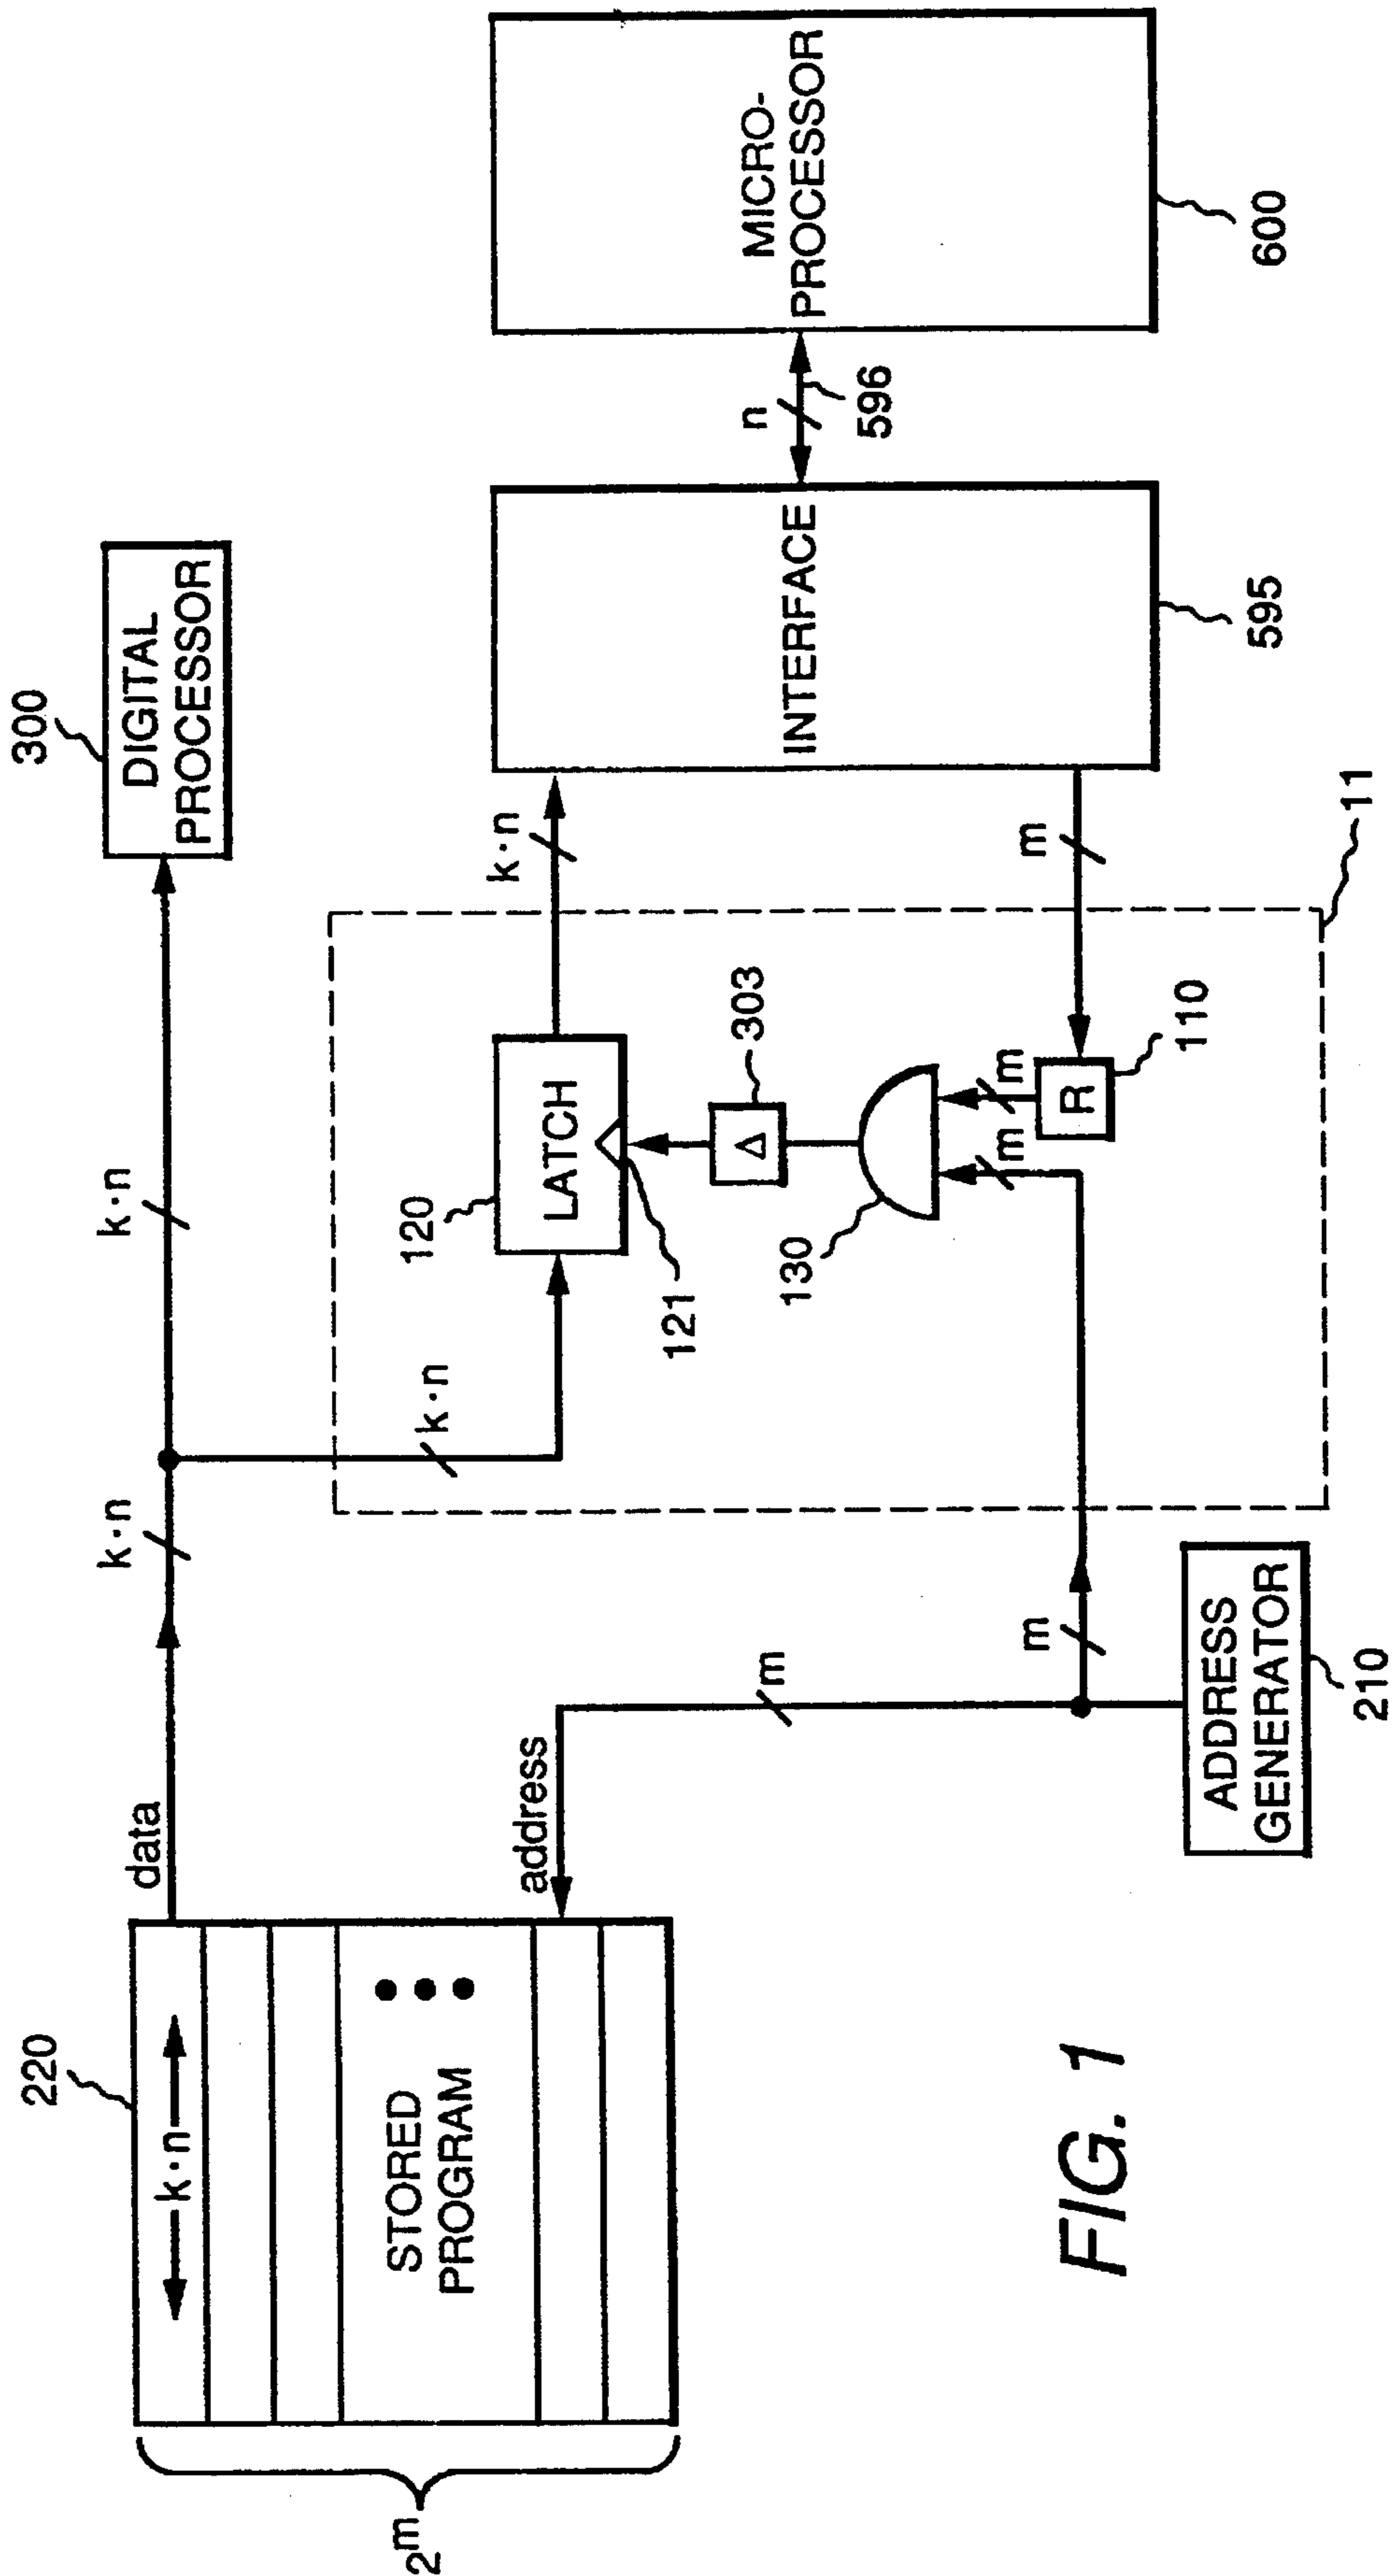 220
k·n
STORED
PROGRAM
2^m
data
address
k·n
k·n
k·n
300
DIGITAL
PROCESSOR
m
m
ADDRESS
GENERATOR
210
120
LATCH
121
Δ
303
130
m
m
R
110
11
k·n
m
INTERFACE
595
n
596
MICRO-
PROCESSOR
600
FIG. 1